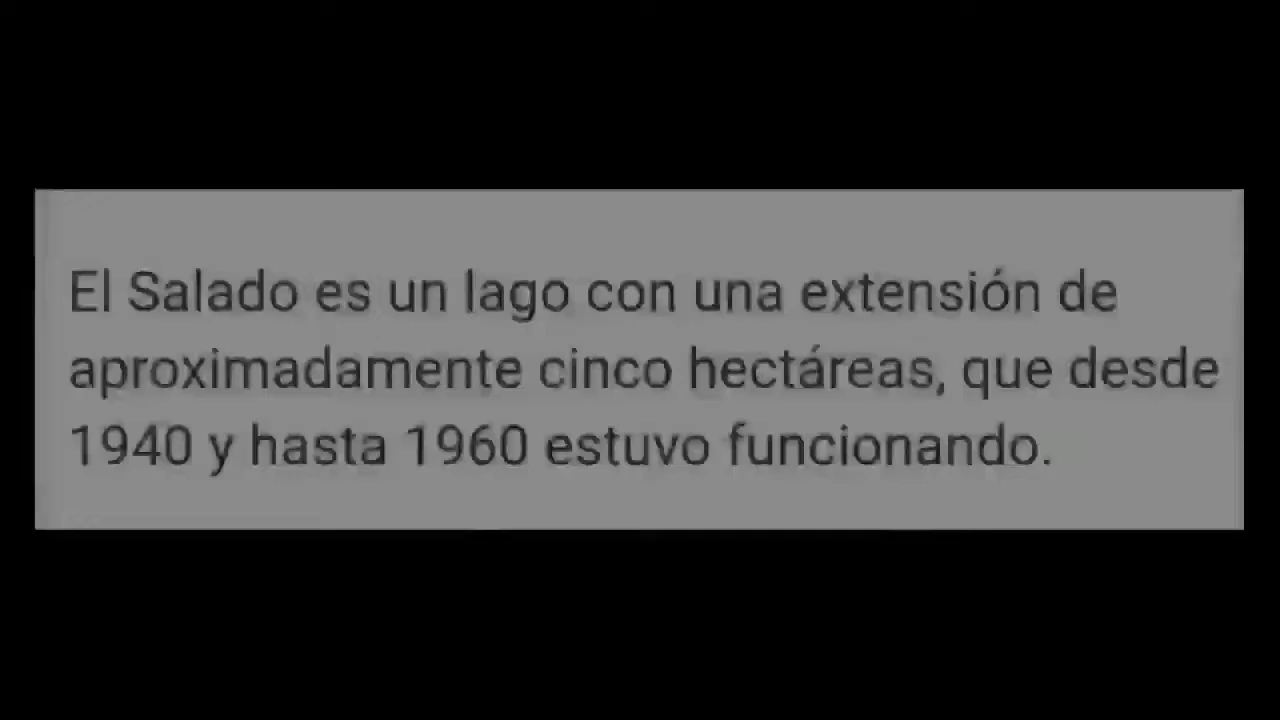 El Salado es un lago con una extensión de
aproximadamente cinco hectáreas, que desde
1940 y hasta 1960 estuvo funcionando.